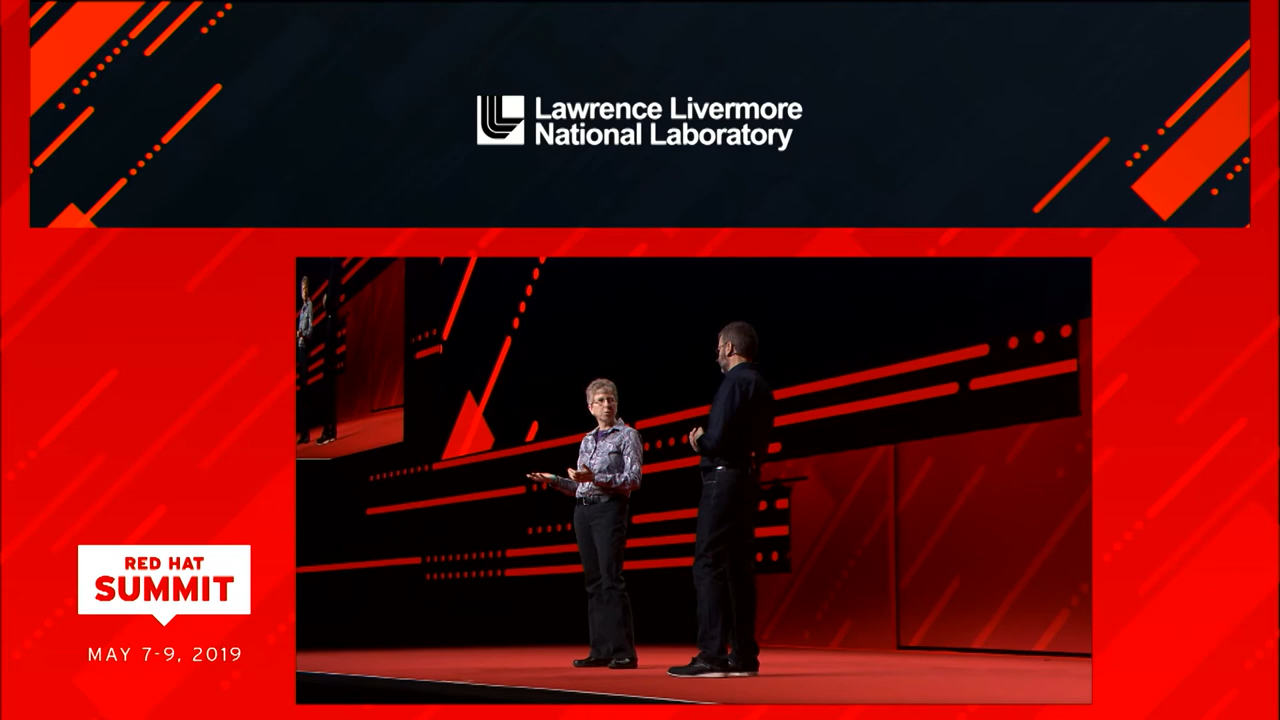 Lawrence Livermore
National Laboratory
RED HAT
SUMMIT
MAY 7-9, 2019